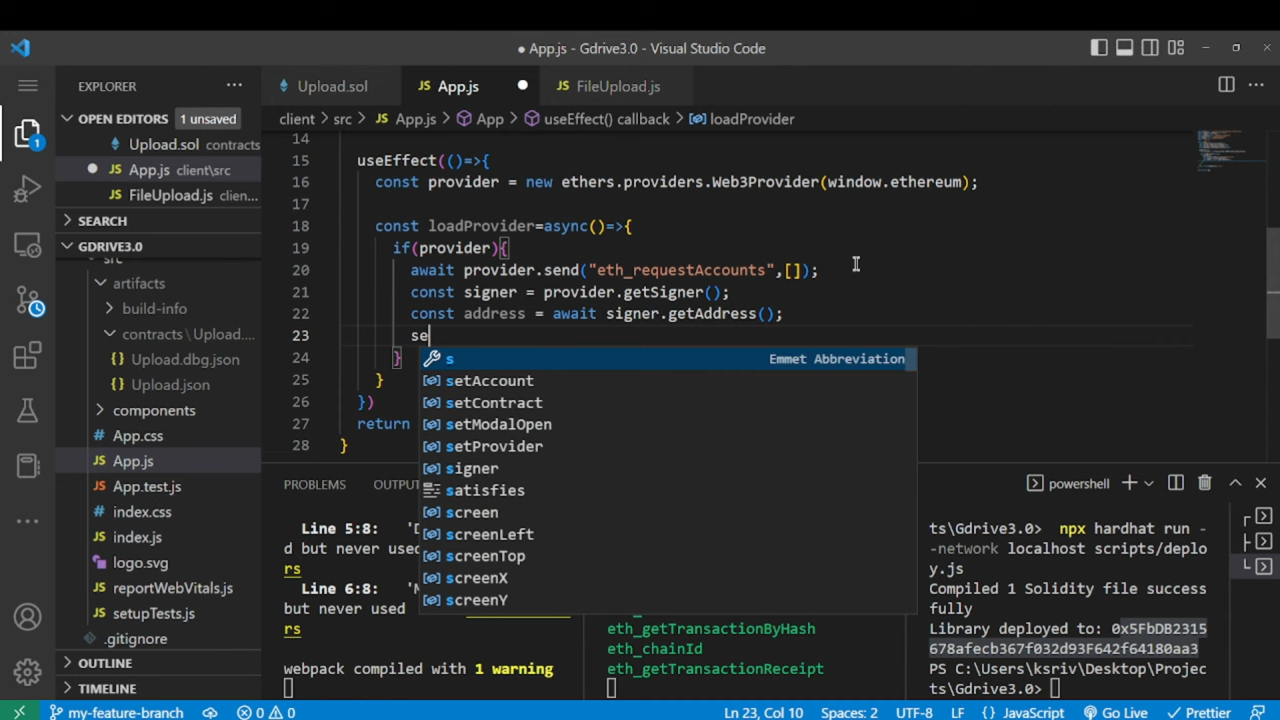 ● App.js - Gdrive3.0 - Visual Studio Code
EXPLORER
OPEN EDITORS 1 unsaved
Upload.sol contracts
App.js client\src
FileUpload.js clien...
SEARCH
GDRIVE3.0
src
artifacts
build-info
contracts \ Upload....
Upload.dbg.json
Upload.json
components
App.css
App.js
App.test.js
index.css
index.js
logo.svg
reportWebVitals.js
setupTests.js
.gitignore
OUTLINE
TIMELINE
Upload.sol
JS App.js
JS FileUpload.js
client > src > JS App.js > App > useEffect() callback > loadProvider
14
15 useEffect(()=>{
16 const provider = new ethers.providers.Web3Provider(window.ethereum);
17
18 const loadProvider=async()=>{
19 if(provider){
20 await provider.send("eth_requestAccounts",[]);
21 const signer = provider.getSigner();
22 const address = await signer.getAddress();
23 se
24 }
25 }
26 })
27 return
28 }
s Emmet Abbreviation
setAccount
setContract
setModalOpen
setProvider
signer
satisfies
screen
screenLeft
screenTop
screenX
screenY
PROBLEMS OUTPU
powershell
Line 5:8: 'D
d but never used
rs
Line 6:8: 'M
but never used
rs
webpack compiled with 1 warning
eth_getTransactionByHash
eth_chainId
eth_getTransactionReceipt
ts\Gdrive3.0> npx hardhat run -
-network localhost scripts/deplo
y.js
Compiled 1 Solidity file success
fully
Library deployed to: 0x5FbDB2315
678afecb367f032d93F642f64180aa3
PS C:\Users\ksriv\Desktop\Projec
ts\Gdrive3.0>
my-feature-branch 0 0 Ln 23, Col 10 Spaces: 2 UTF-8 LF {} JavaScript Go Live Prettier